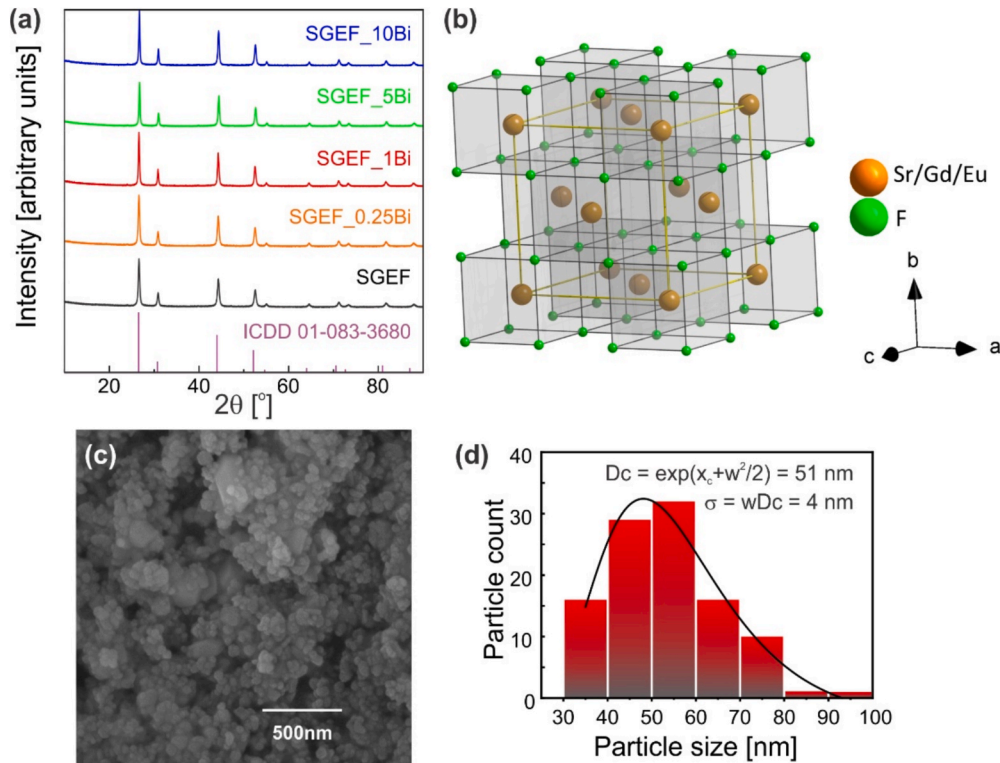 (a)
Intensity [arbitrary units]
SGEF_10Bi
SGEF_5Bi
SGEF_1Bi
SGEF_0.25Bi
SGEF
ICDD 01-083-3680
20 40 60 80
2θ [°]
(b)
Sr/Gd/Eu
F
b
a
c
(c)
500nm
(d)
Dc = exp(x_c+w²/2) = 51 nm
σ = wDc = 4 nm
Particle count
40
30
20
10
0
30 40 50 60 70 80 90 100
Particle size [nm]